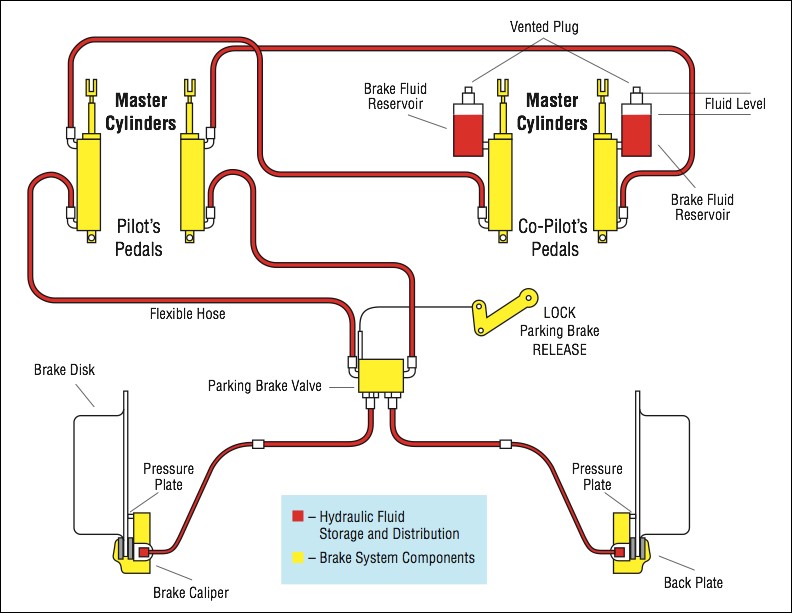 Vented Plug
Brake Fluid
Reservoir
Master
Cylinders
Master
Cylinders
Fluid Level
Brake Fluid
Reservoir
Pilot's
Pedals
Co-Pilot's
Pedals
Flexible Hose
LOCK
Parking Brake
RELEASE
Brake Disk
Parking Brake Valve
Pressure
Plate
Pressure
Plate
– Hydraulic Fluid
Storage and Distribution
– Brake System Components
Brake Caliper
Back Plate